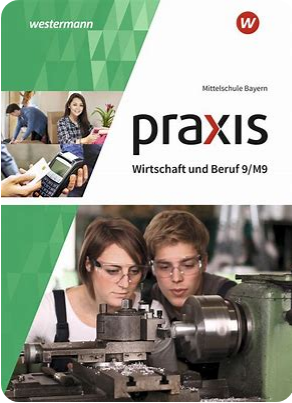 westermann
W
Mittelschule Bayern
praxis
Wirtschaft und Beruf 9/M9